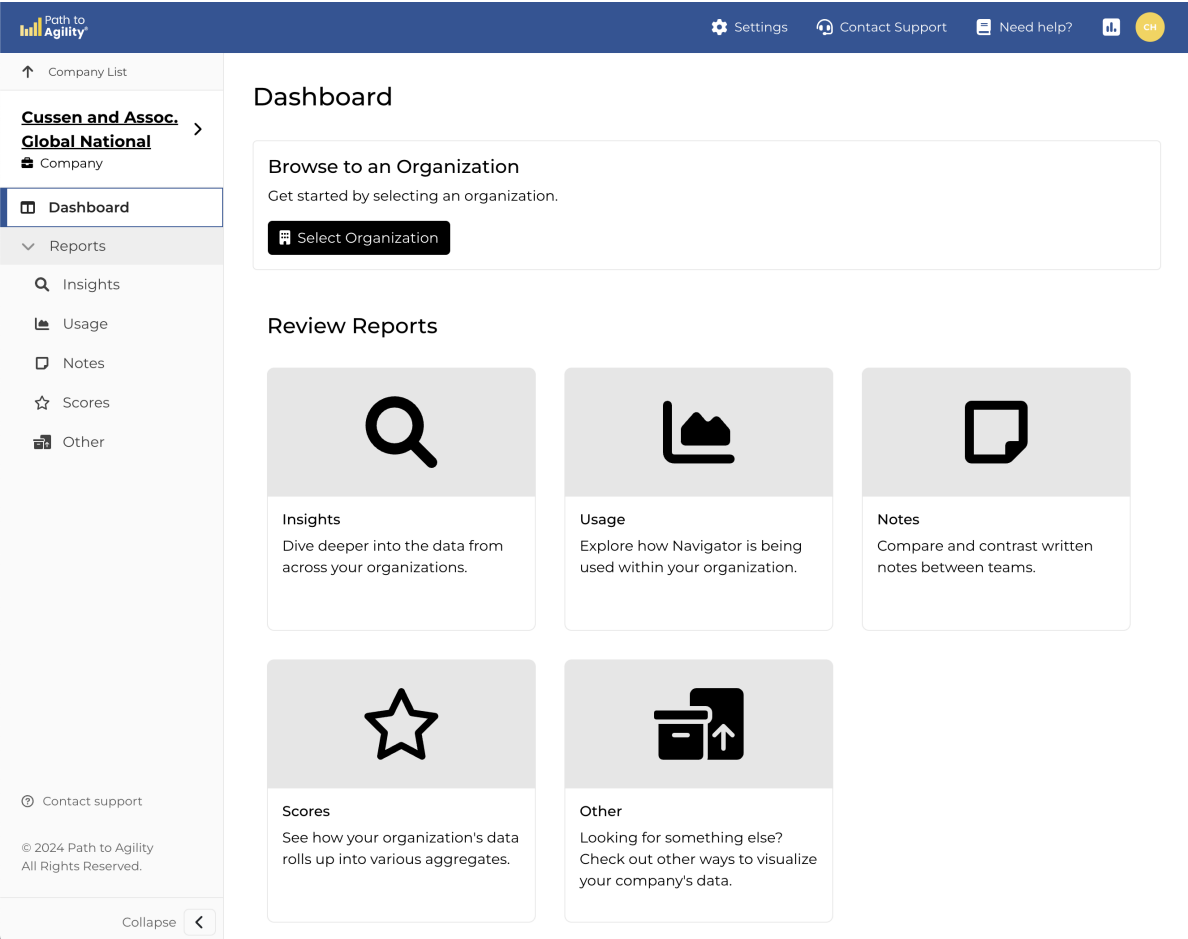 Path to
Agility®
Settings
Contact Support
Need help?
CH
Company List
Cussen and Assoc.
Global National
Company
Dashboard
Reports
Insights
Usage
Notes
Scores
Other
Contact support
© 2024 Path to Agility
All Rights Reserved.
Collapse
Dashboard
Browse to an Organization
Get started by selecting an organization.
Select Organization
Review Reports
Insights
Dive deeper into the data from
across your organizations.
Usage
Explore how Navigator is being
used within your organization.
Notes
Compare and contrast written
notes between teams.
Scores
See how your organization's data
rolls up into various aggregates.
Other
Looking for something else?
Check out other ways to visualize
your company's data.